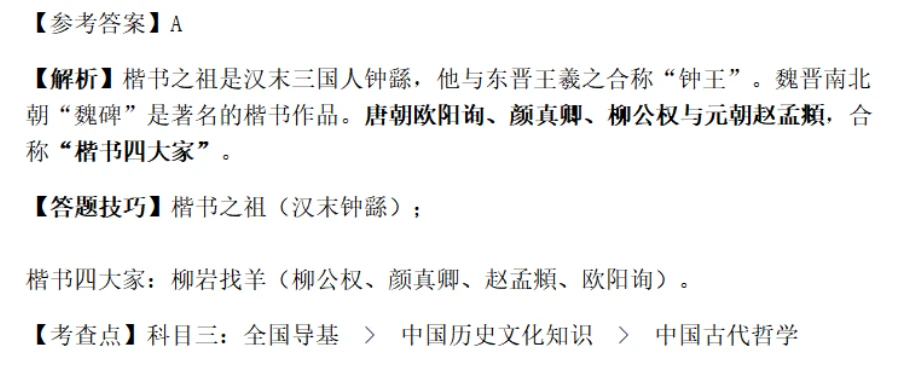 【参考答案】A
【解析】楷书之祖是汉末三国人钟繇，他与东晋王羲之合称“钟王”。魏晋南北
朝“魏碑”是著名的楷书作品。唐朝欧阳询、颜真卿、柳公权与元朝赵孟頫，合
称“楷书四大家”。
【答题技巧】楷书之祖（汉末钟繇）；
楷书四大家：柳岩找羊（柳公权、颜真卿、赵孟頫、欧阳询）。
【考查点】科目三：全国导基 > 中国历史文化知识 > 中国古代哲学